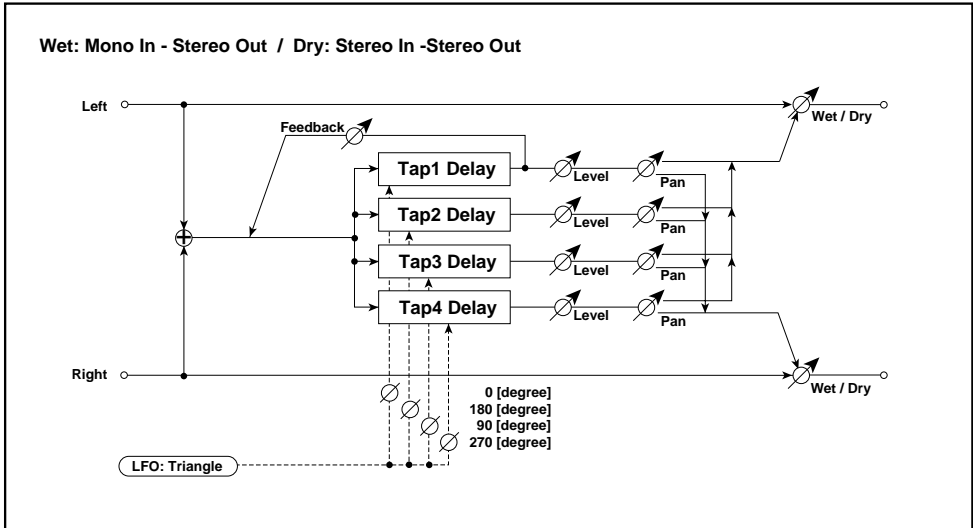 Wet: Mono In - Stereo Out / Dry: Stereo In -Stereo Out
Left
Wet / Dry
Feedback
Tap1 Delay
Level
Pan
Tap2 Delay
Level
Pan
Tap3 Delay
Level
Pan
Tap4 Delay
Level
Pan
Right
Wet / Dry
0 [degree]
180 [degree]
90 [degree]
270 [degree]
LFO: Triangle